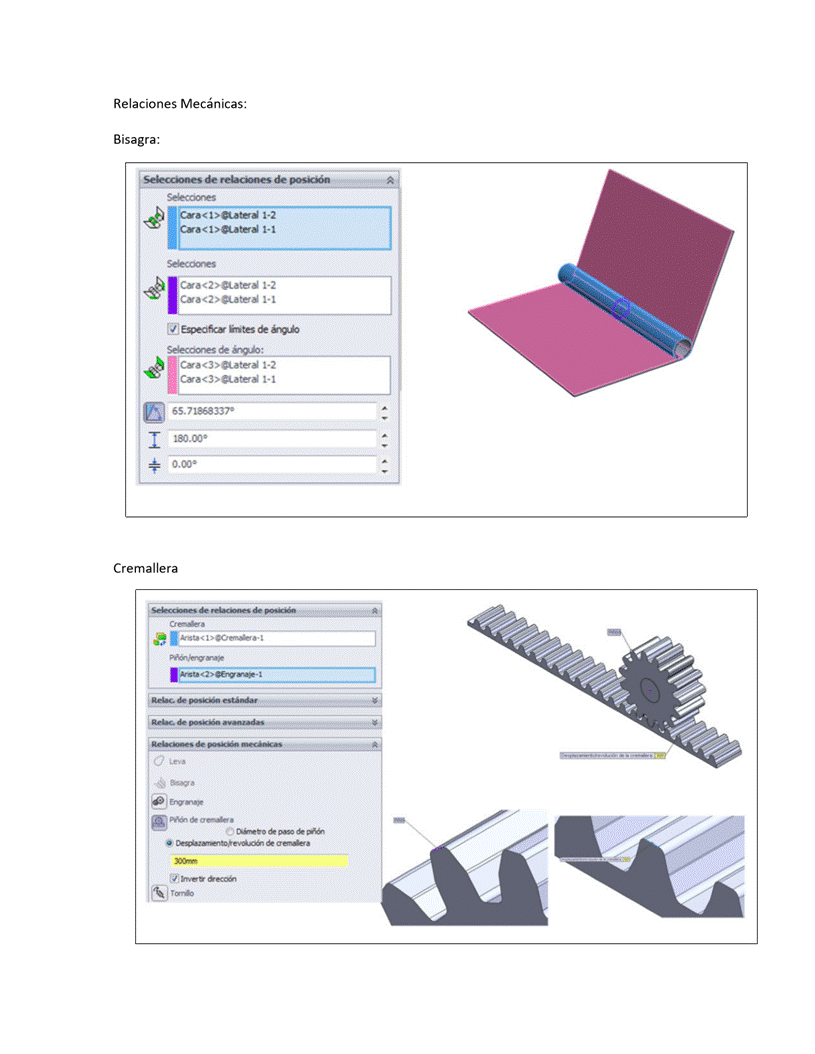 Relaciones Mecánicas:
Bisagra:
Selecciones de relaciones de posición
Selecciones
Cara<1>@Lateral 1-2
Cara<1>@Lateral 1-1
Selecciones
Cara<2>@Lateral 1-2
Cara<2>@Lateral 1-1
Especificar límites de ángulo
Selecciones de ángulo:
Cara<3>@Lateral 1-2
Cara<3>@Lateral 1-1
65.71868337°
180.00°
0.00°
Cremallera
Selecciones de relaciones de posición
Cremallera
Arista<1>@Cremallera-1
Piñón/engranaje
Arista<2>@Engranaje-1
Relac. de posición estándar
Relac. de posición avanzadas
Relaciones de posición mecánicas
Leva
Bisagra
Engranaje
Piñón de cremallera
Diámetro de paso de piñón
Desplazamiento/revolución de cremallera
300mm
Invertir dirección
Tornillo
Desplazamiento/revolución de la cremallera